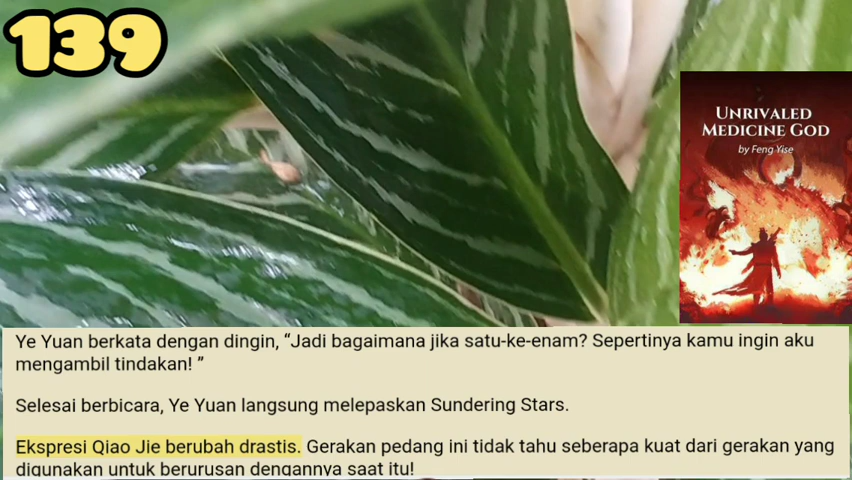 139
UNRIVALED
MEDICINE GOD
by Feng Yise
Ye Yuan berkata dengan dingin, “Jadi bagaimana jika satu-ke-enam? Sepertinya kamu ingin aku
mengambil tindakan! ”
Selesai berbicara, Ye Yuan langsung melepaskan Sundering Stars.
Ekspresi Qiao Jie berubah drastis. Gerakan pedang ini tidak tahu seberapa kuat dari gerakan yang
digunakan untuk berurusan dengannya saat itu!